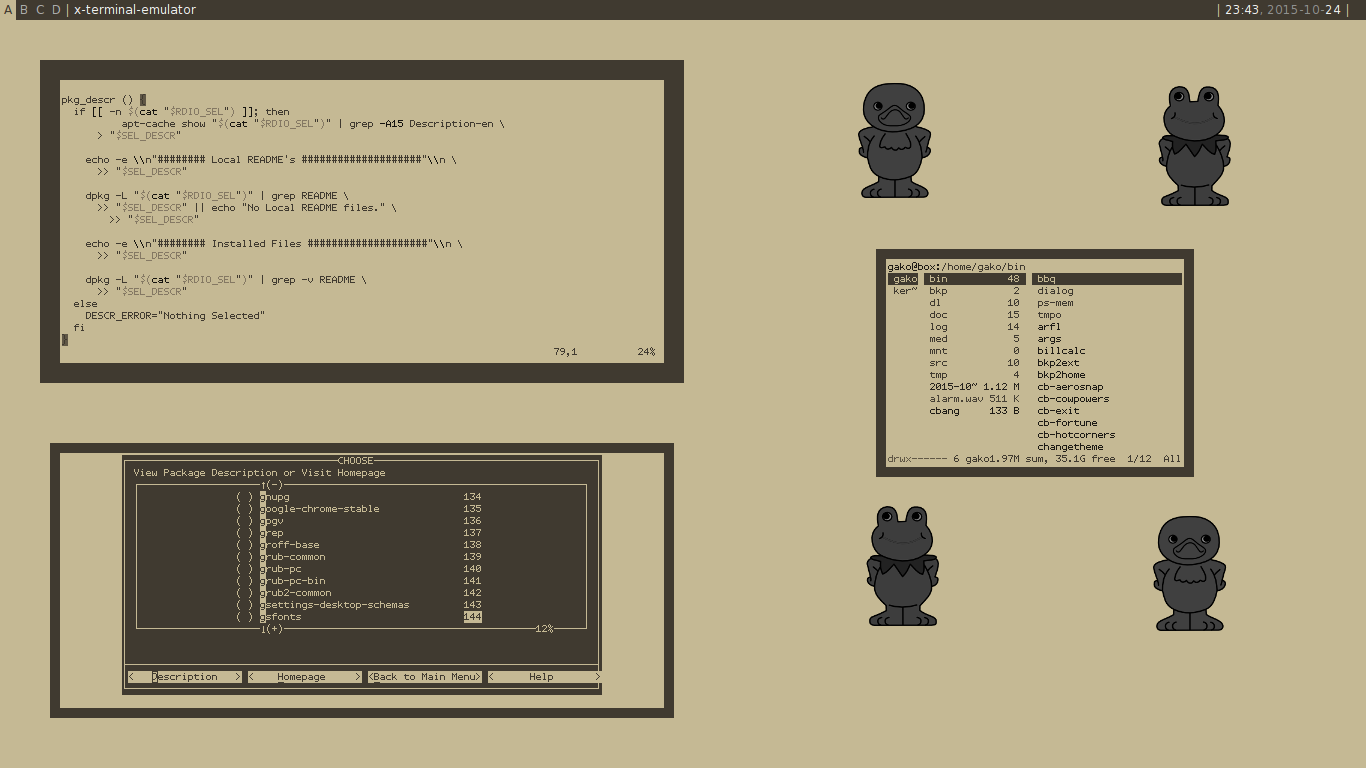 A B C D | x-terminal-emulator
| 23:43, 2015-10-24 |
pkg_descr () {
if [[ -n $(cat "$RDIO_SEL") ]]; then
apt-cache show "$(cat "$RDIO_SEL")" | grep -A15 Description-en \
> "$SEL_DESCR"
echo -e \\n"######## Local README's ####################"\\n \
>> "$SEL_DESCR"
dpkg -L "$(cat "$RDIO_SEL")" | grep README \
>> "$SEL_DESCR" || echo "No Local README files." \
>> "$SEL_DESCR"
echo -e \\n"######## Installed Files ####################"\\n \
>> "$SEL_DESCR"
dpkg -L "$(cat "$RDIO_SEL")" | grep -v README \
>> "$SEL_DESCR"
else
DESCR_ERROR="Nothing Selected"
fi
}
79,1 24%
gako@box:/home/gako/bin
gako bin 48 bbq
ker~ bkp 2 dialog
dl 10 ps-mem
doc 15 tmpo
log 14 arfl
med 5 args
mnt 0 billcalc
src 10 bkp2ext
tmp 4 bkp2home
2015-10~ 1.12 M cb-aerosnap
alarm.wav 511 K cb-cowpowers
cbang 133 B cb-exit
cb-fortune
cb-hotcorners
changetheme
drwx------ 6 gako1.97M sum, 35.1G free 1/12 All
CHOOSE
View Package Description or Visit Homepage
↑(-)
( ) gnupg 134
( ) google-chrome-stable 135
( ) gpgv 136
( ) grep 137
( ) groff-base 138
( ) grub-common 139
( ) grub-pc 140
( ) grub-pc-bin 141
( ) grub2-common 142
( ) gsettings-desktop-schemas 143
( ) gsfonts 144
↓(+) 12%
< Description > < Homepage > <Back to Main Menu> < Help >